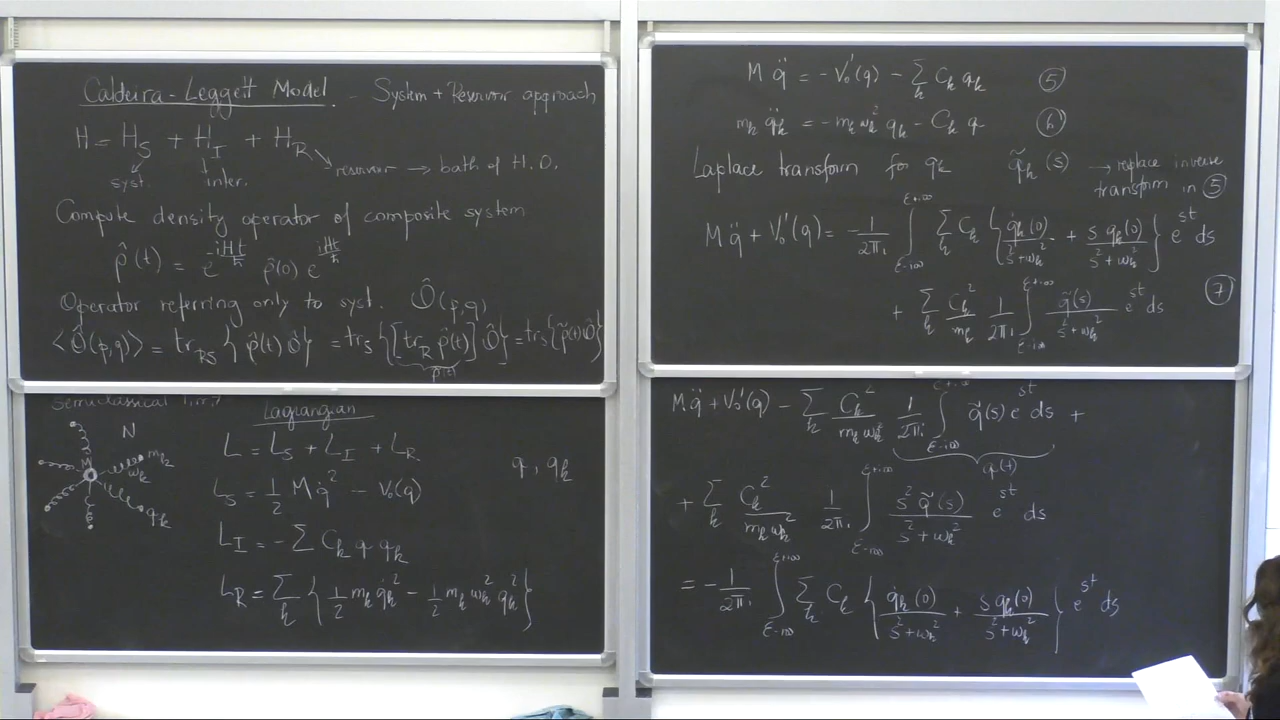 Caldeira-Leggett Model - System + Reservoir approach
H = H_S + H_I + H_R
syst. inter. reservoir → bath of H.O.
Compute density operator of composite system
ρ̂(t) = e^{-iHt/ħ} ρ̂(0) e^{iHt/ħ}
Operator referring only to syst. Ô(p,q)
<Ô(p,q)> = tr_{RS} { ρ̂(t) Ô } = tr_S { [tr_R ρ̂(t)] Ô } = tr_S { ρ̃(t) Ô }
ρ̃(t)
Semiclassical limit Lagrangian
N
M m_k ω_k
q_k
L = L_S + L_I + L_R
q, q_k
L_S = 1/2 M q̇² - V_0(q)
L_I = - Σ C_k q q_k
L_R = Σ_k { 1/2 m_k q̇_k² - 1/2 m_k ω_k² q_k² }
M q̈ = -V_0'(q) - Σ_k C_k q_k (5)
m_k q̈_k = -m_k ω_k² q_k - C_k q (6)
Laplace transform for q_k q̃_k(s) → replace inverse
transform in (5)
M q̈ + V_0'(q) = - 1/2πi ∫_{ε-i∞}^{ε+i∞} Σ_k C_k { q̇_k(0)/(s²+ω_k²) + s q_k(0)/(s²+ω_k²) } e^{st} ds
+ Σ_k C_k²/m_k 1/2πi ∫_{ε-i∞}^{ε+i∞} q̃(s)/(s²+ω_k²) e^{st} ds (7)
M q̈ + V_0'(q) - Σ_k C_k²/(m_k ω_k²) 1/2πi ∫_{ε-i∞}^{ε+i∞} q̃(s) e^{st} ds +
q(t)
+ Σ_k C_k²/(m_k ω_k²) 1/2πi ∫_{ε-i∞}^{ε+i∞} s² q̃(s)/(s²+ω_k²) e^{st} ds
= - 1/2πi ∫_{ε-i∞}^{ε+i∞} Σ_k C_k { q̇_k(0)/(s²+ω_k²) + s q_k(0)/(s²+ω_k²) } e^{st} ds